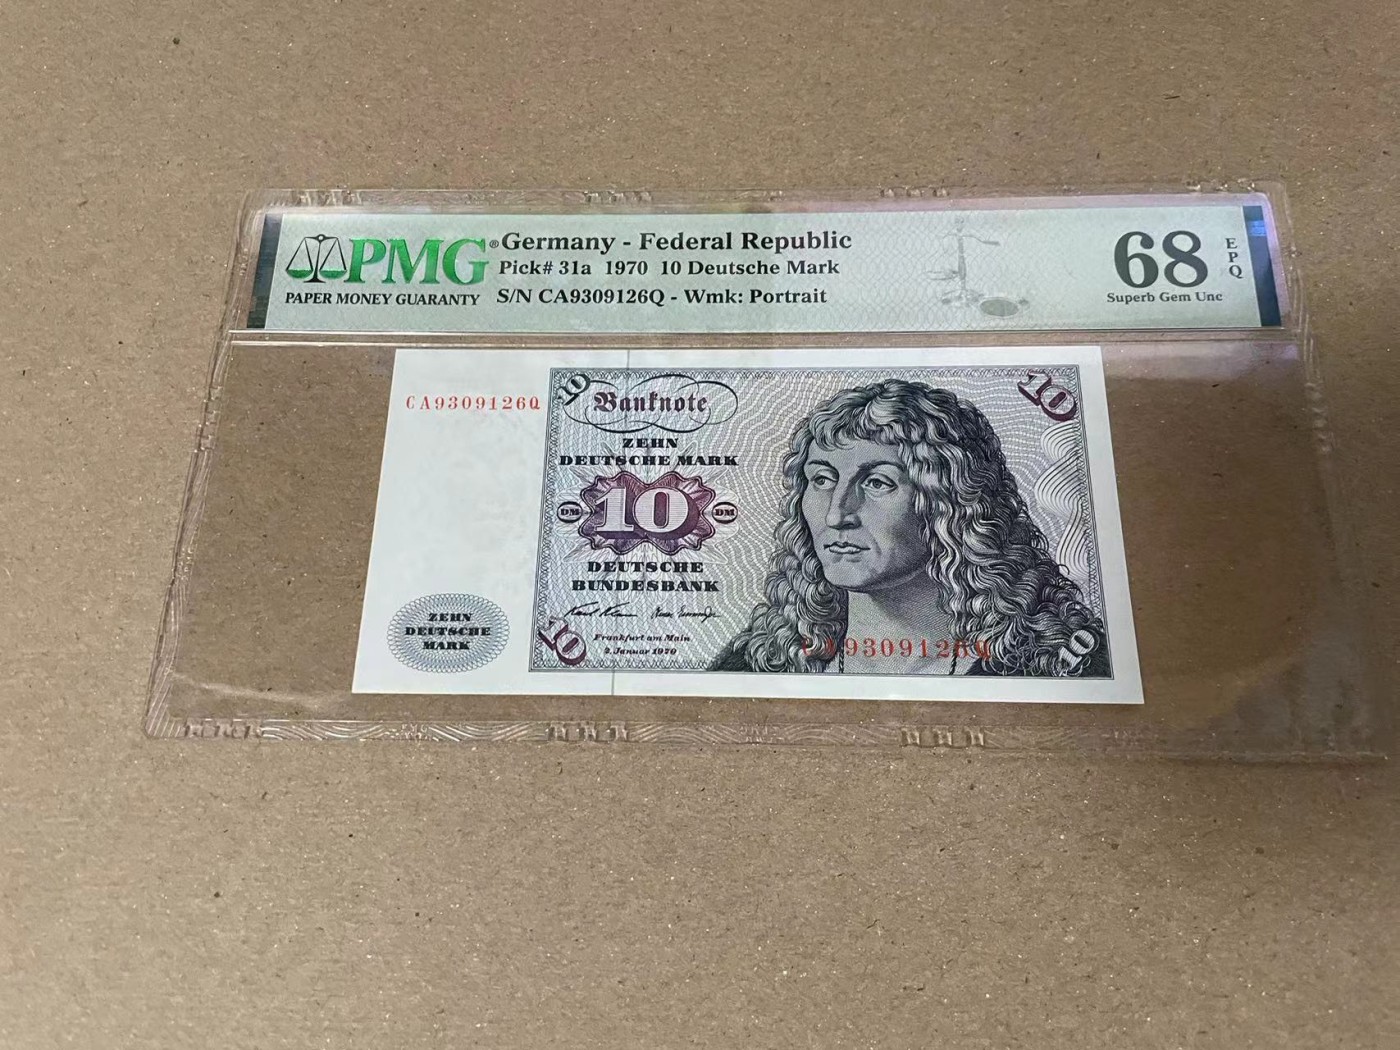 PMG®
PAPER MONEY GUARANTY
Germany - Federal Republic
Pick# 31a 1970 10 Deutsche Mark
S/N CA9309126Q - Wmk: Portrait
68
EPQ
Superb Gem Unc
CA9309126Q
10
Banknote
10
ZEHN
DEUTSCHE MARK
DM 10 DM
DEUTSCHE
BUNDESBANK
Frankfurt am Main
2. Januar 1970
ZEHN
DEUTSCHE
MARK
10
CA9309126Q
10